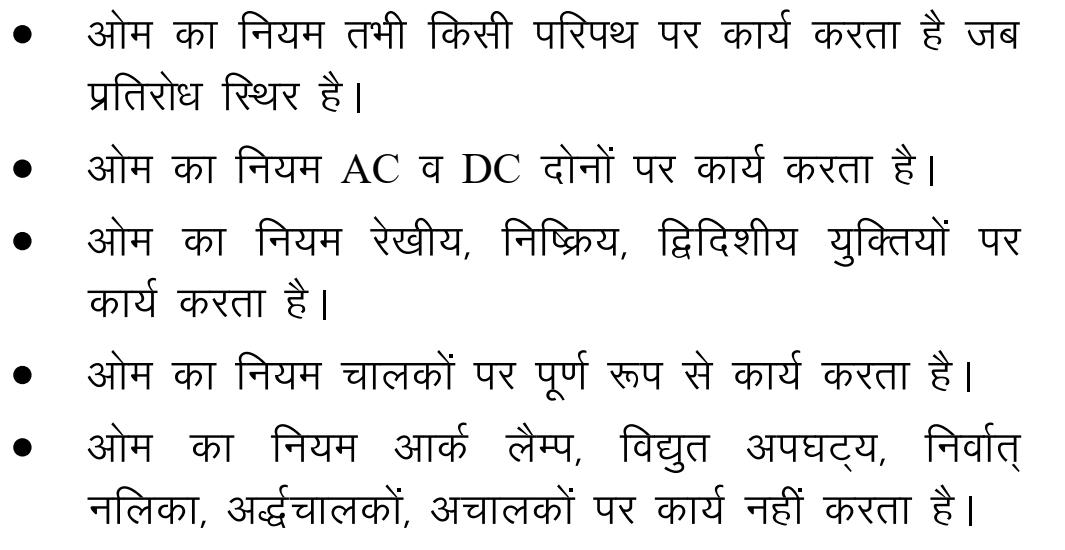 • ओम का नियम तभी किसी परिपथ पर कार्य करता है जब
प्रतिरोध स्थिर है।
• ओम का नियम AC व DC दोनों पर कार्य करता है।
• ओम का नियम रेखीय, निष्क्रिय, द्विदिशीय युक्तियों पर
कार्य करता है।
• ओम का नियम चालकों पर पूर्ण रूप से कार्य करता है।
• ओम का नियम आर्क लैम्प, विद्युत अपघट्य, निर्वात्
नलिका, अर्द्धचालकों, अचालकों पर कार्य नहीं करता है।